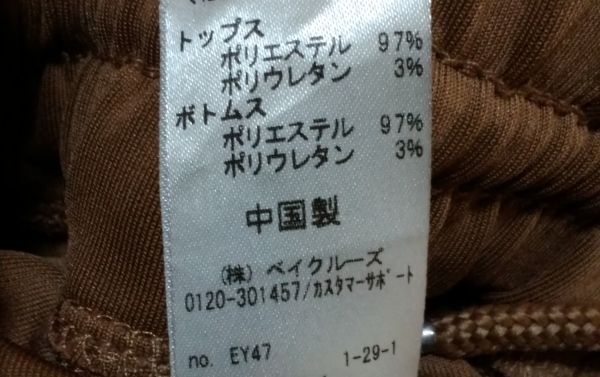 トップス
ポリエステル 97%
ポリウレタン 3%
ボトムス
ポリエステル 97%
ポリウレタン 3%
中国製
(株)ベイクルーズ
0120-301457/カスタマーサポート
no. EY47 1-29-1